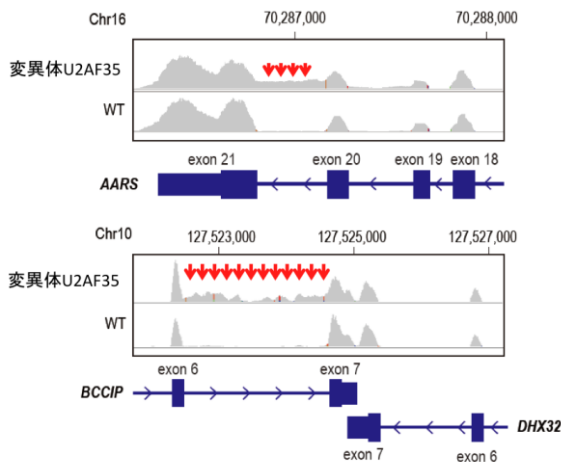 Chr16 70,287,000 70,288,000
変異体U2AF35
WT
exon 21 exon 20 exon 19 exon 18
AARS
Chr10 127,523,000 127,525,000 127,527,000
変異体U2AF35
WT
exon 6 exon 7
BCCIP
DHX32
exon 7 exon 6